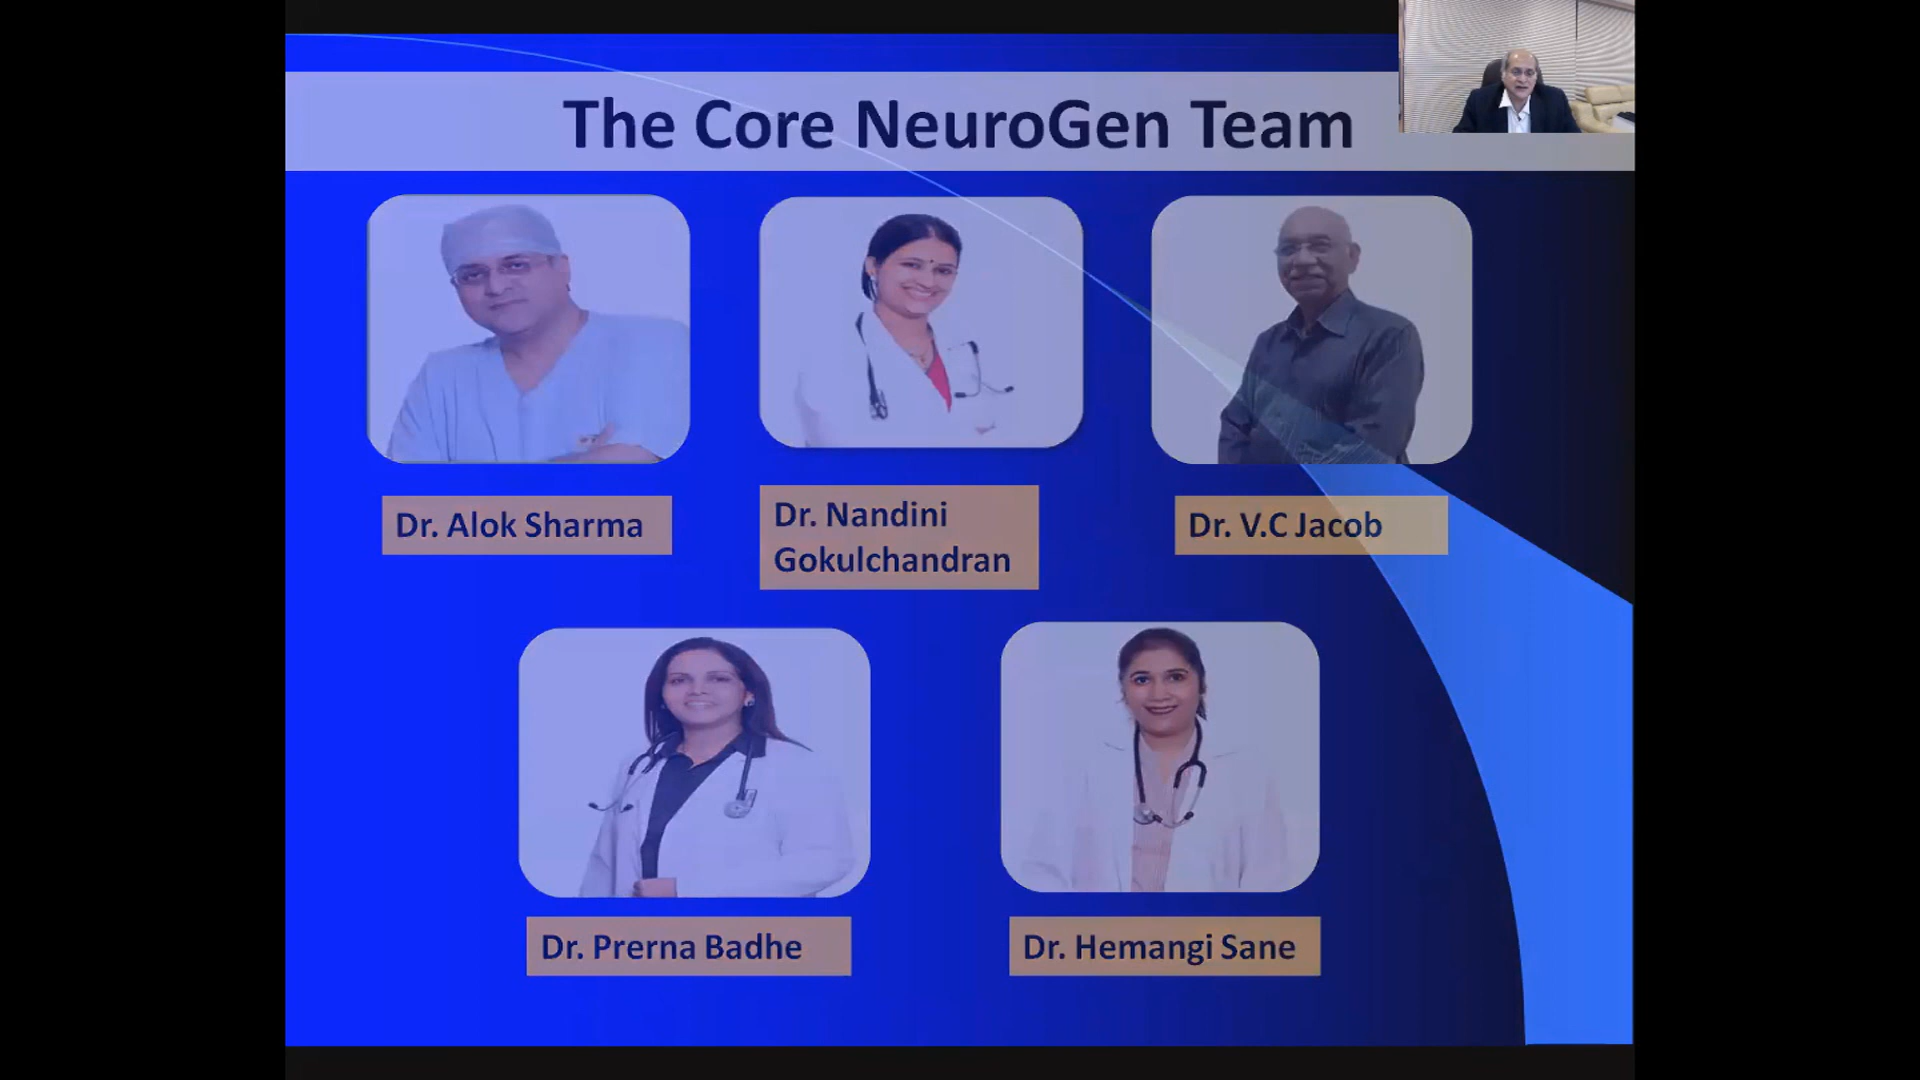 The Core NeuroGen Team
Dr. Alok Sharma
Dr. Nandini
Gokulchandran
Dr. V.C Jacob
Dr. Prerna Badhe
Dr. Hemangi Sane